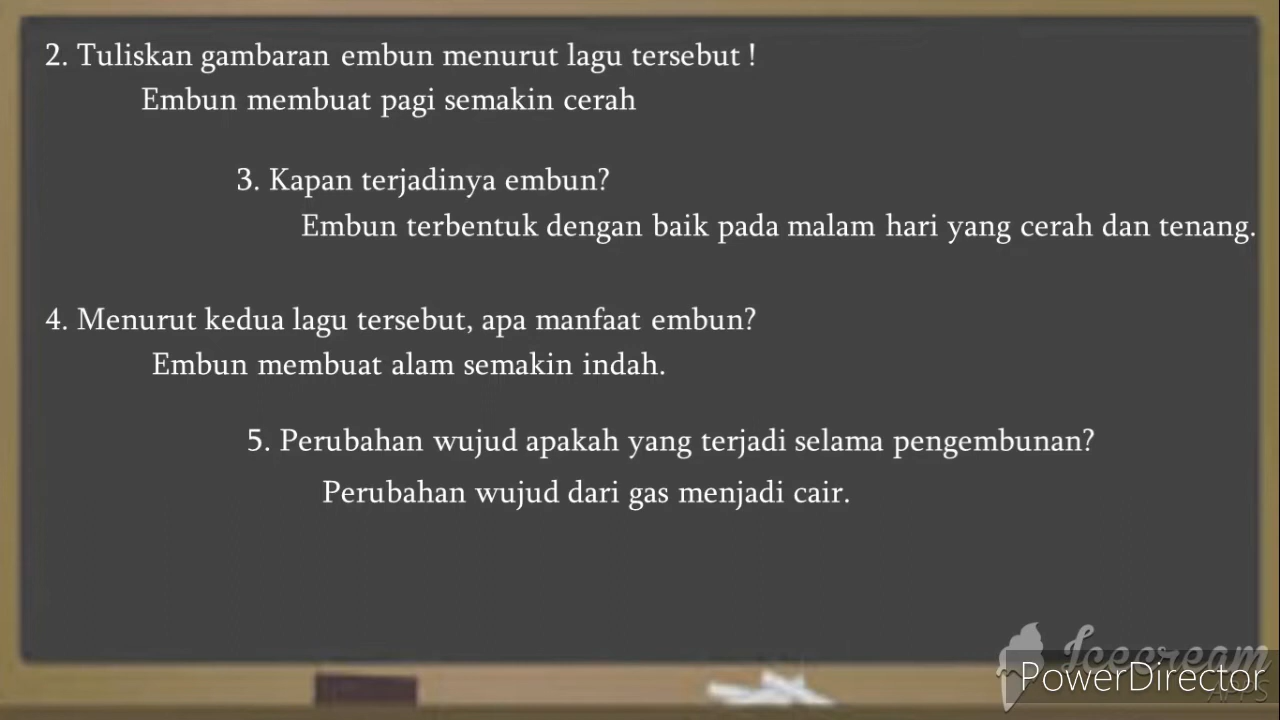 2. Tuliskan gambaran embun menurut lagu tersebut !
Embun membuat pagi semakin cerah
3. Kapan terjadinya embun?
Embun terbentuk dengan baik pada malam hari yang cerah dan tenang.
4. Menurut kedua lagu tersebut, apa manfaat embun?
Embun membuat alam semakin indah.
5. Perubahan wujud apakah yang terjadi selama pengembunan?
Perubahan wujud dari gas menjadi cair.
Icecream
APPS
PowerDirector